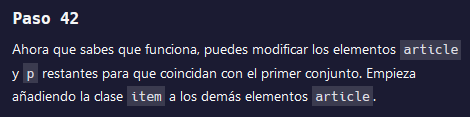 Paso 42
Ahora que sabes que funciona, puedes modificar los elementos article
y p restantes para que coincidan con el primer conjunto. Empieza
añadiendo la clase item a los demás elementos article.